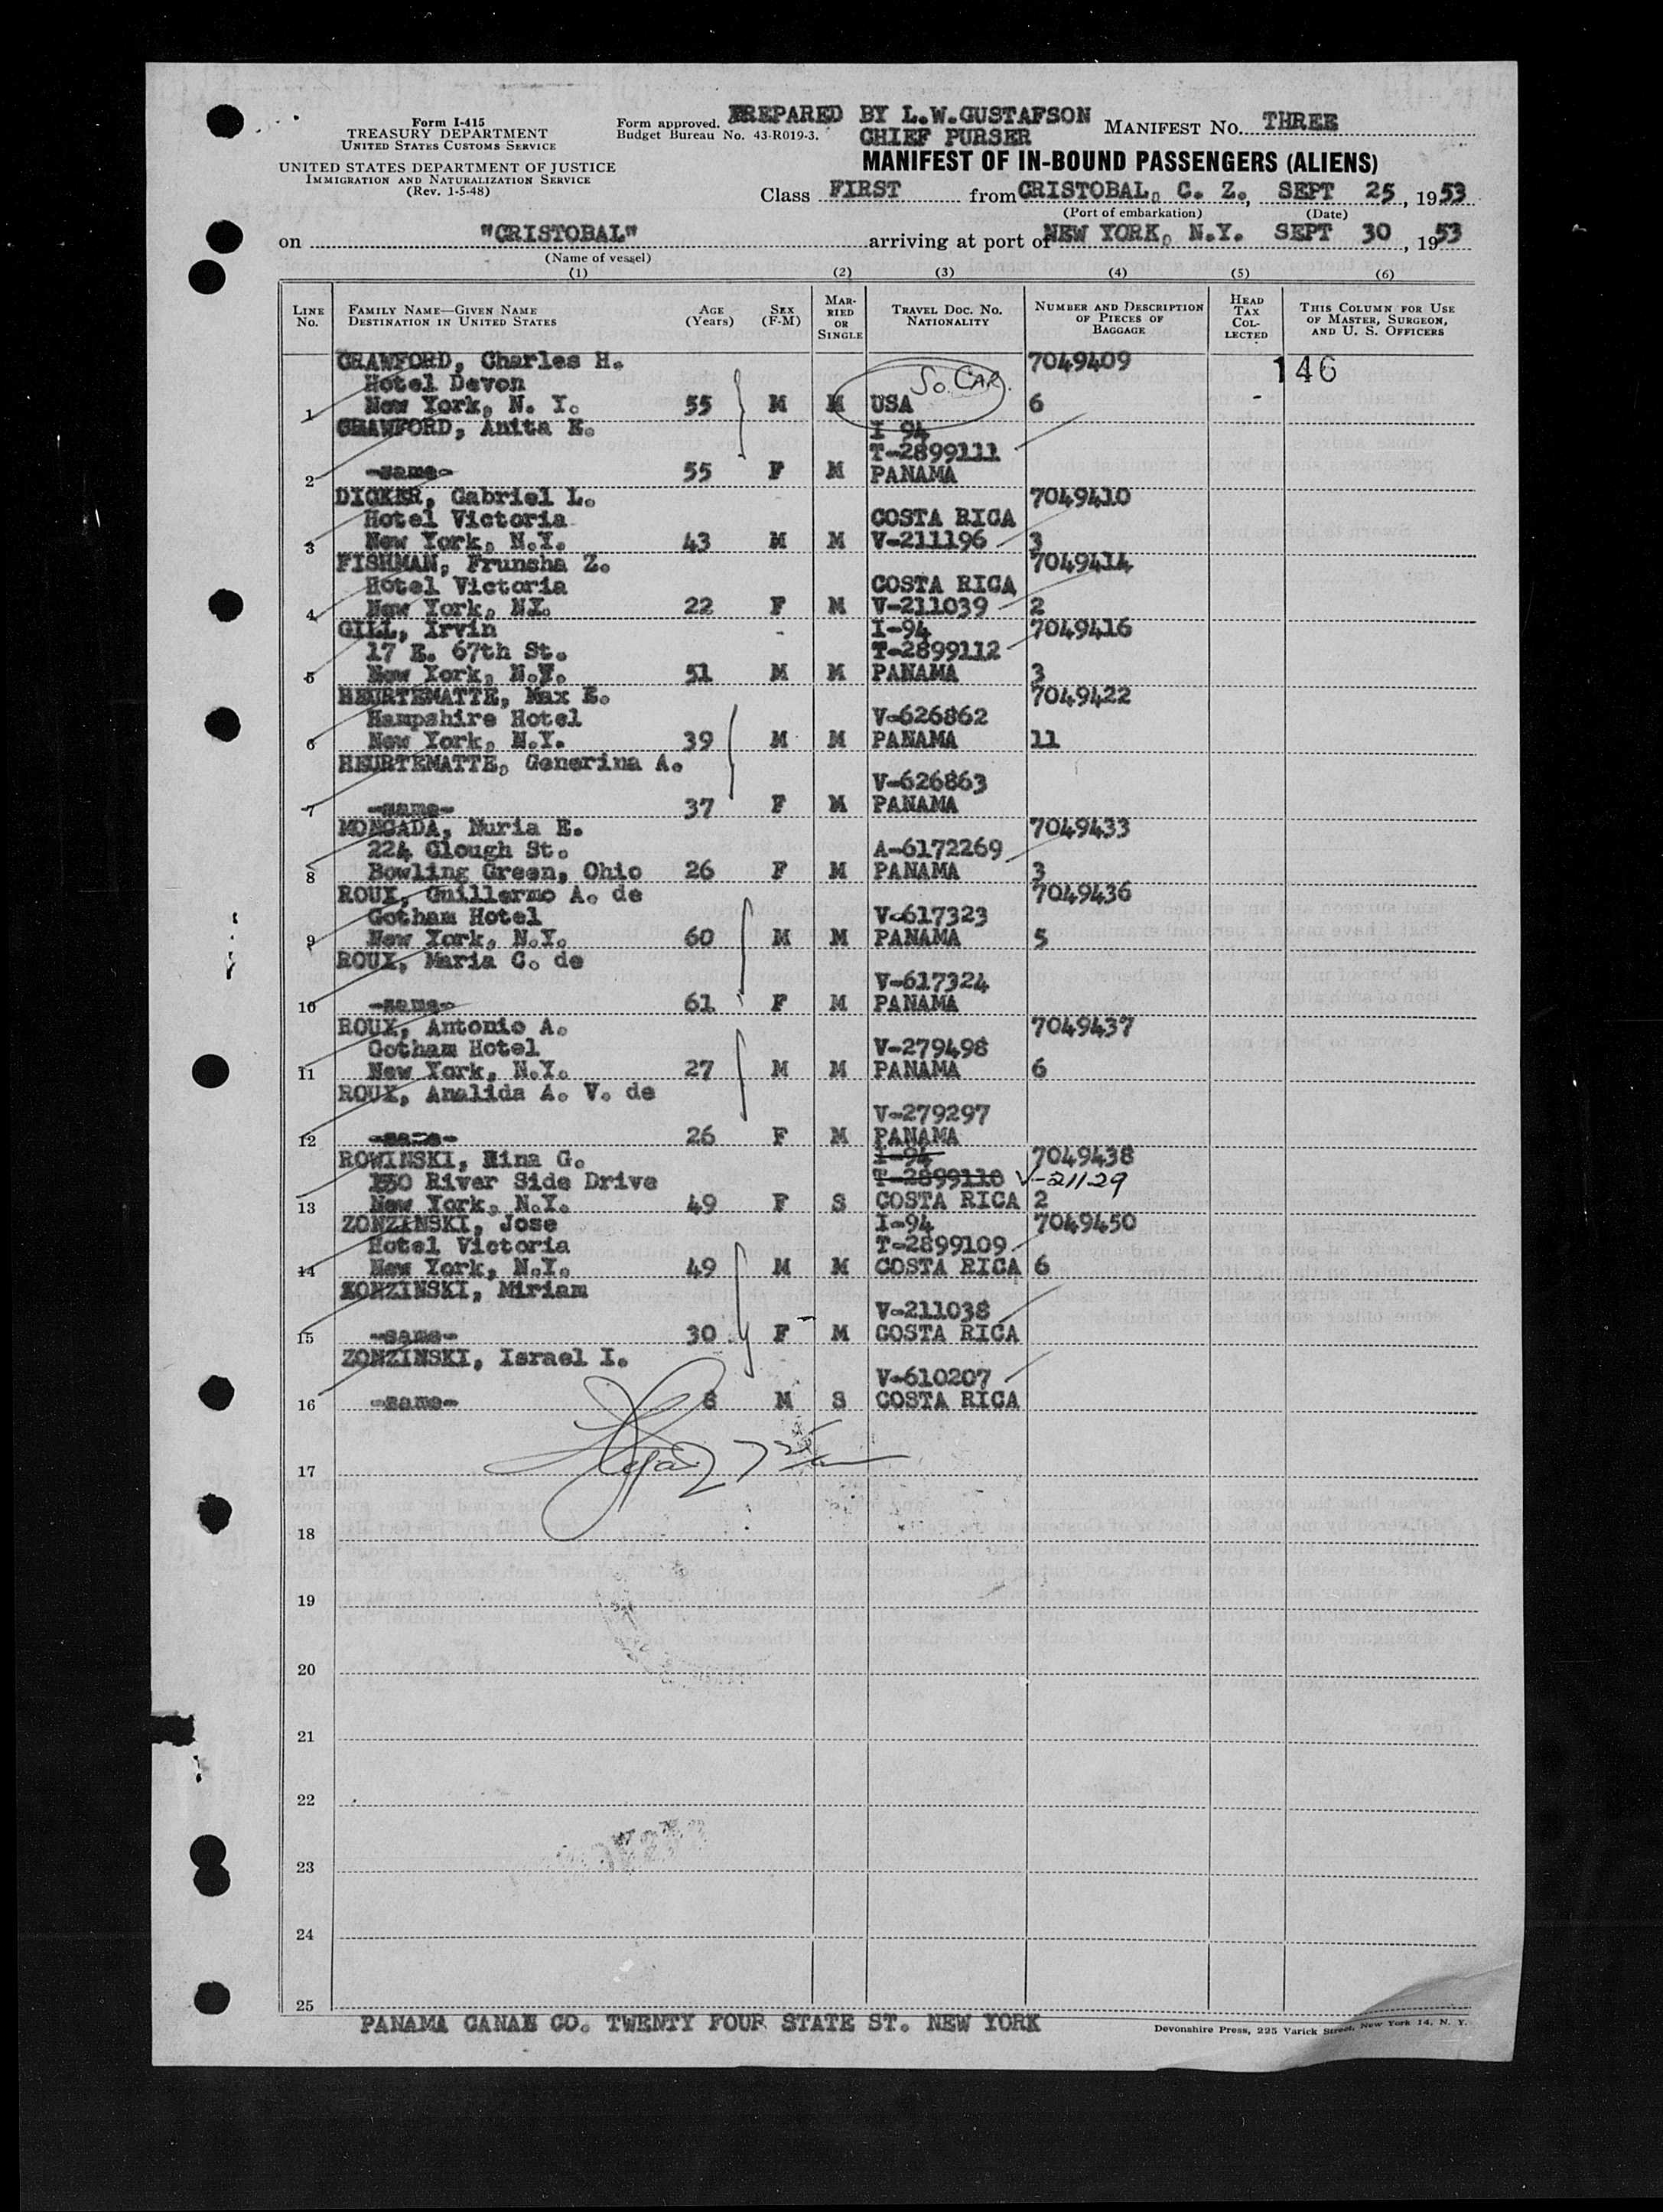 Form I-415
TREASURY DEPARTMENT
UNITED STATES CUSTOMS SERVICE
UNITED STATES DEPARTMENT OF JUSTICE
IMMIGRATION AND NATURALIZATION SERVICE
(Rev. 1-5-48)
Form approved.
Budget Bureau No. 43-R019-3.
PREPARED BY L.W.GUSTAFSON
CHIEF PURSER
MANIFEST NO. THREE
MANIFEST OF IN-BOUND PASSENGERS (ALIENS)
Class FIRST from CRISTOBAL, C. Z., SEPT 25, 1953
(Port of embarkation) (Date)
on "CRISTOBAL" arriving at port of NEW YORK, N.Y. SEPT 30, 1953
(Name of vessel)
(1) (2) (3) (4) (5) (6)
LINE No. FAMILY NAME—GIVEN NAME DESTINATION IN UNITED STATES AGE (Years) SEX (F-M) MARRIED OR SINGLE TRAVEL DOC. NO. NATIONALITY NUMBER AND DESCRIPTION OF PIECES OF BAGGAGE HEAD TAX COLLECTED THIS COLUMN FOR USE OF MASTER, SURGEON, AND U. S. OFFICERS
CRAWFORD, Charles H. 7049409 146
Hotel Devon So. CAR.
1 New York, N. Y. 55 M M USA 6
CRAWFORD, Anita E. I 94
T-2899111
2 -same- 55 F M PANAMA
DICKER, Gabriel L. 7049410
Hotel Victoria COSTA RICA
3 New York, N.Y. 43 M M V-211196 3
FISHMAN, Frunsha Z. 7049414
Hotel Victoria COSTA RICA
4 New York, NY. 22 F M V-211039 2
GILL, Irvin I-94 7049416
17 E. 67th St. T-2899112
5 New York, N.Y. 51 M M PANAMA 3
HEURTEMATTE, Max E. 7049422
Hampshire Hotel V-626862
6 New York, N.Y. 39 M M PANAMA 11
HEURTEMATTE, Generina A.
V-626863
7 -same- 37 F M PANAMA
MONCADA, Nuria E. 7049433
224 Clough St. A-6172269
8 Bowling Green, Ohio 26 F M PANAMA 3
ROUX, Guillermo A. de 7049436
Gotham Hotel V-617323
9 New York, N.Y. 60 M M PANAMA 5
ROUX, Maria C. de
V-617324
10 -same- 61 F M PANAMA
ROUX, Antonio A. 7049437
Gotham Hotel V-279498
11 New York, N.Y. 27 M M PANAMA 6
ROUX, Analida A. V. de
V-279297
12 -same- 26 F M PANAMA
ROWINSKI, Mina G. I-94 7049438
River Side Drive T-2899110 V-21129
13 New York, N.Y. 49 F S COSTA RICA 2
ZONZINSKI, Jose I-94 7049450
Hotel Victoria T-2899109
14 New York, N.Y. 49 M M COSTA RICA 6
ZONZINSKI, Miriam
V-211038
15 -same- 30 F M COSTA RICA
ZONZINSKI, Israel I.
V-610207
16 -same- 8 M S COSTA RICA
17
18
19
20
21
22
23
24
25
PANAMA CANAL CO. TWENTY FOUR STATE ST. NEW YORK
Devonshire Press, 225 Varick Street, New York 14, N. Y.